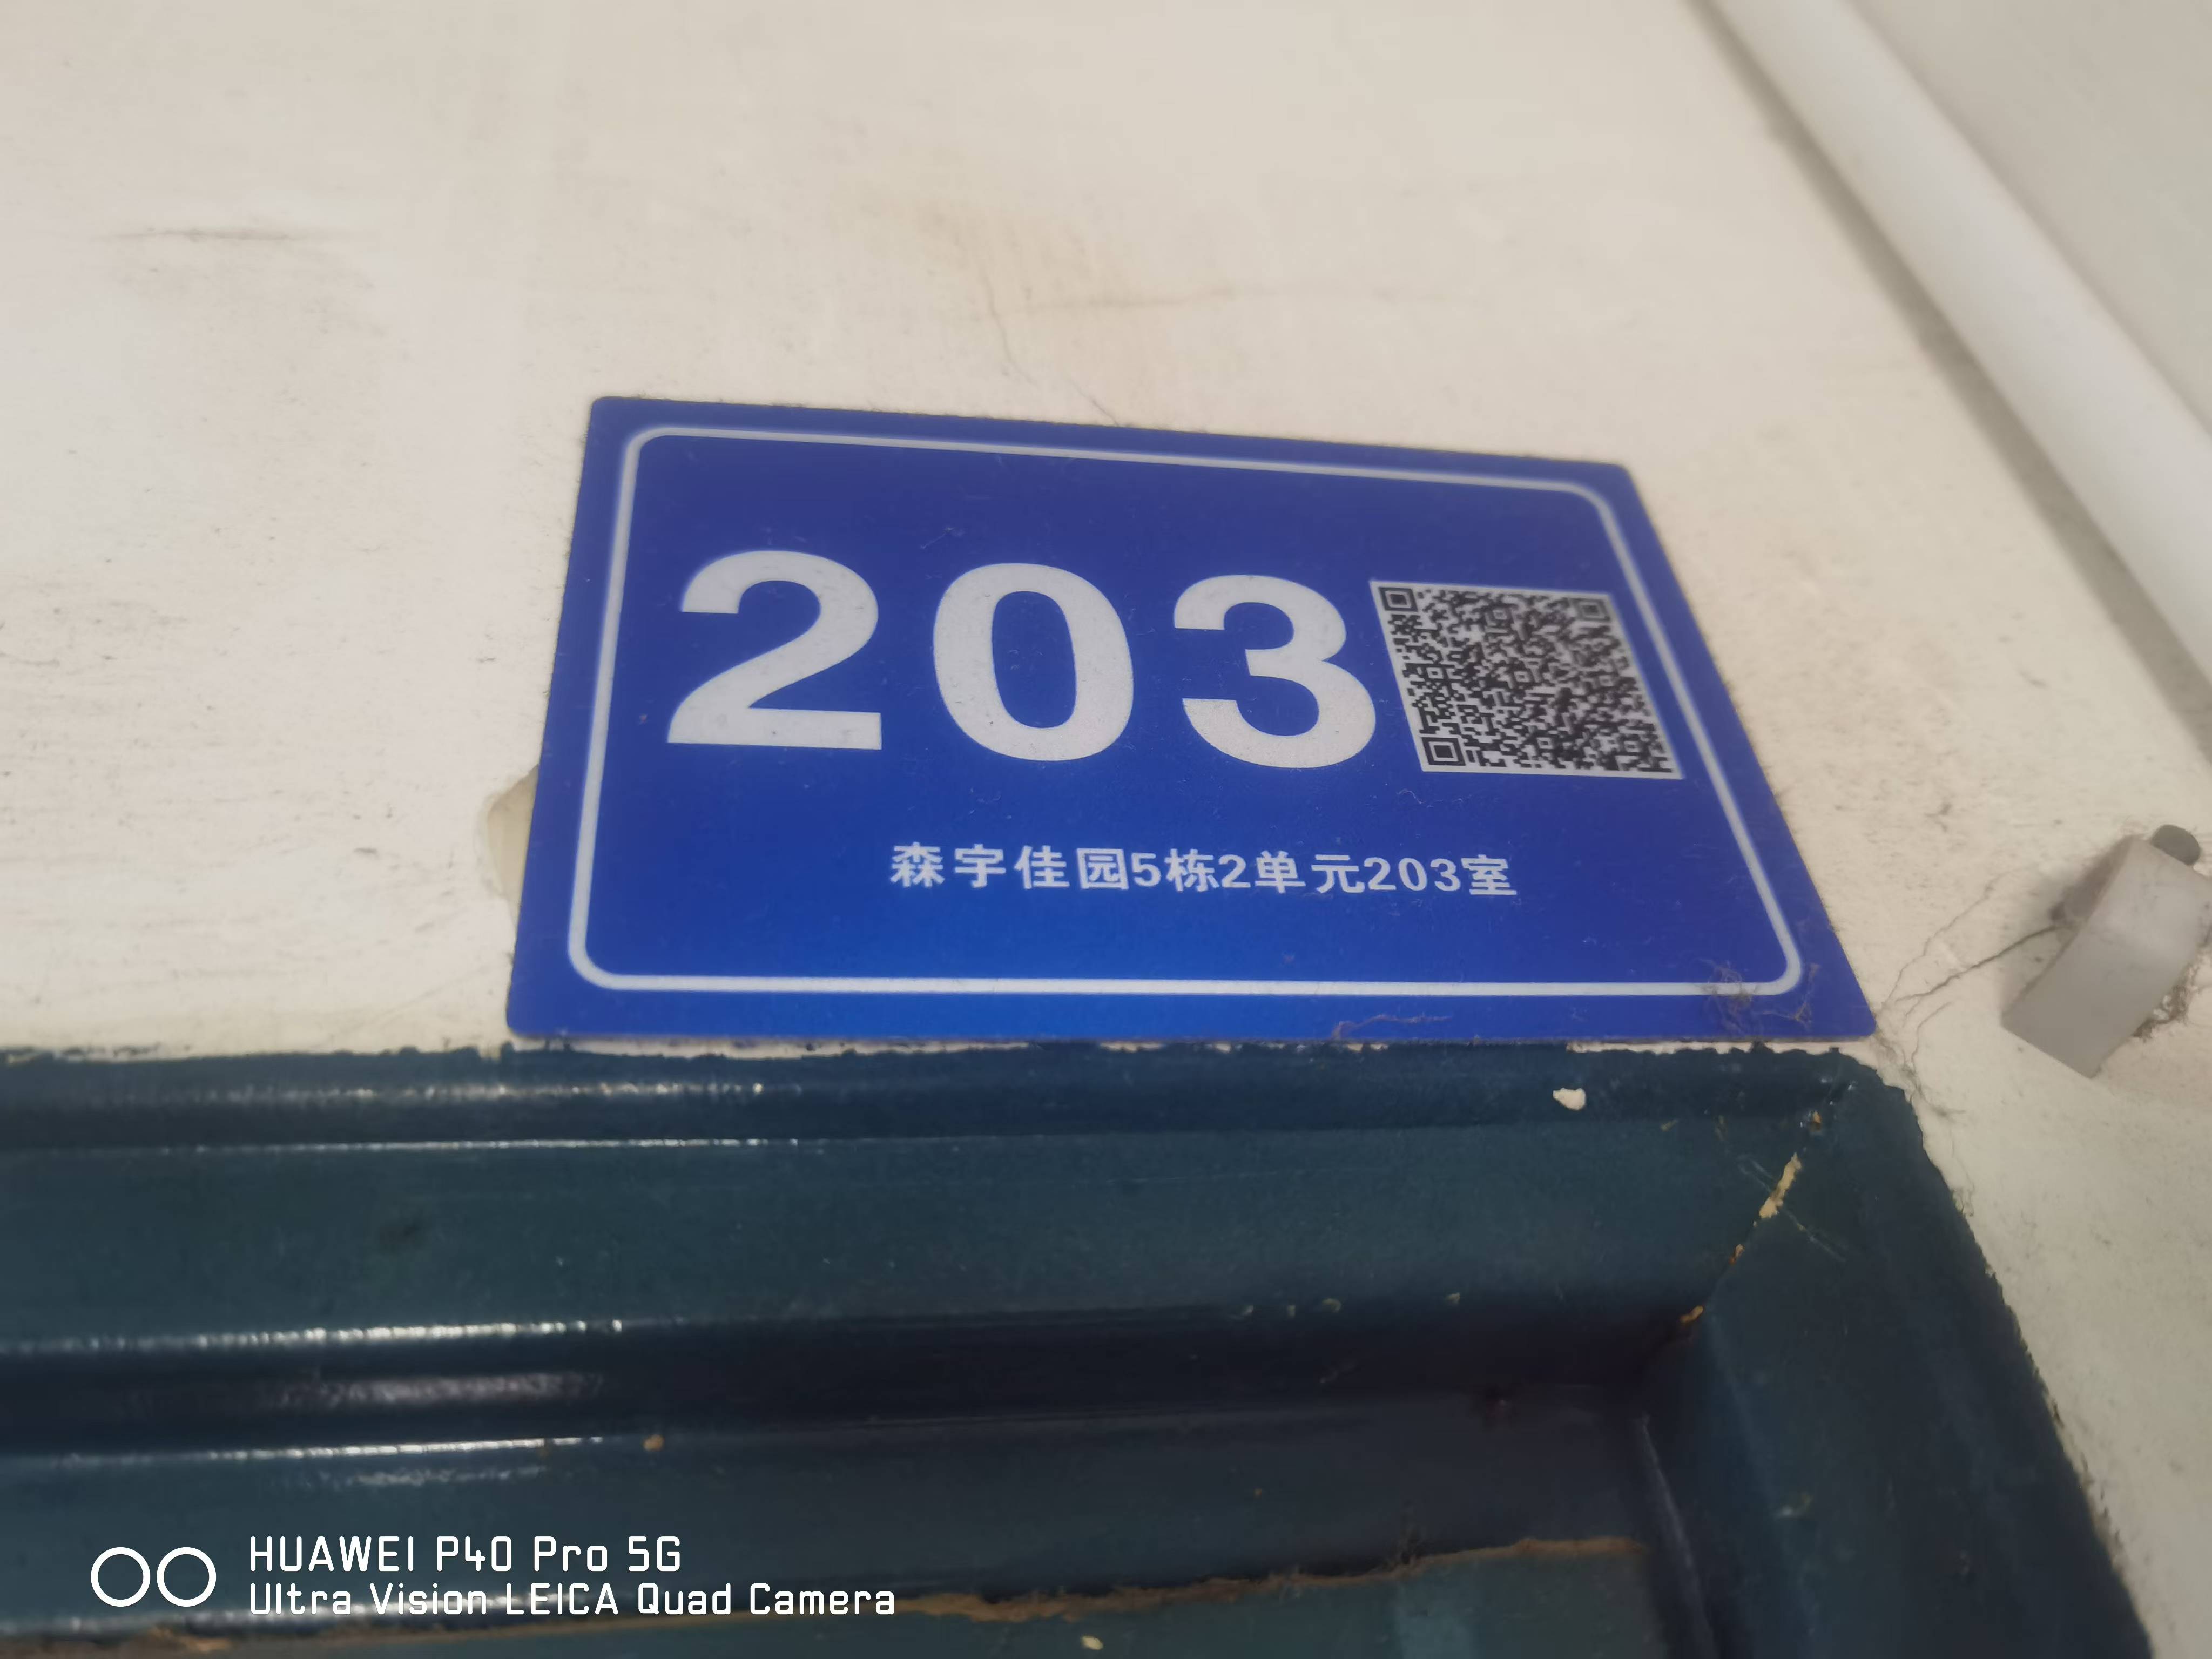 203
森宇佳园5栋2单元203室
HUAWEI P40 Pro 5G
Ultra Vision LEICA Quad Camera